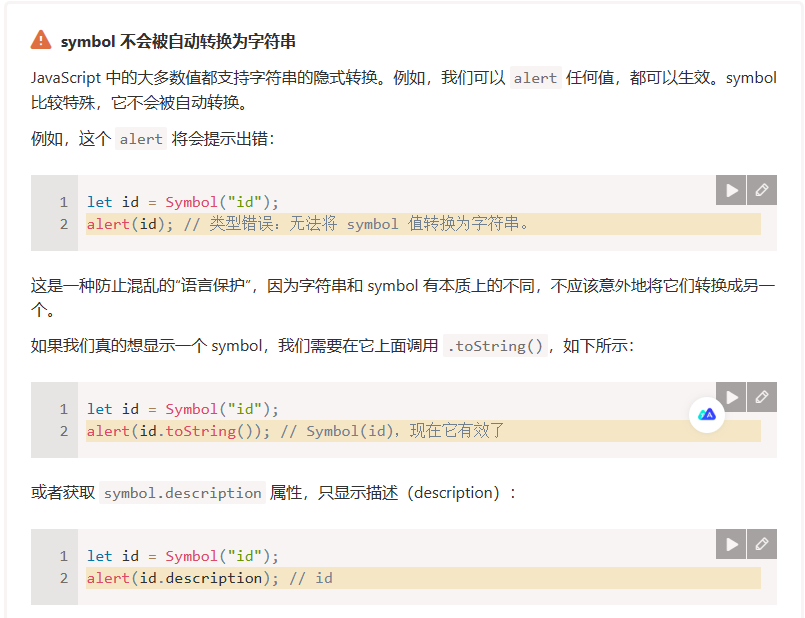 symbol 不会被自动转换为字符串
JavaScript 中的大多数值都支持字符串的隐式转换。例如，我们可以 alert 任何值，都可以生效。symbol
比较特殊，它不会被自动转换。
例如，这个 alert 将会提示出错：
1 let id = Symbol("id");
2 alert(id); // 类型错误：无法将 symbol 值转换为字符串。
这是一种防止混乱的“语言保护”，因为字符串和 symbol 有本质上的不同，不应该意外地将它们转换成另一
个。
如果我们真的想显示一个 symbol，我们需要在它上面调用 .toString()，如下所示：
1 let id = Symbol("id");
2 alert(id.toString()); // Symbol(id)，现在它有效了
或者获取 symbol.description 属性，只显示描述（description）：
1 let id = Symbol("id");
2 alert(id.description); // id